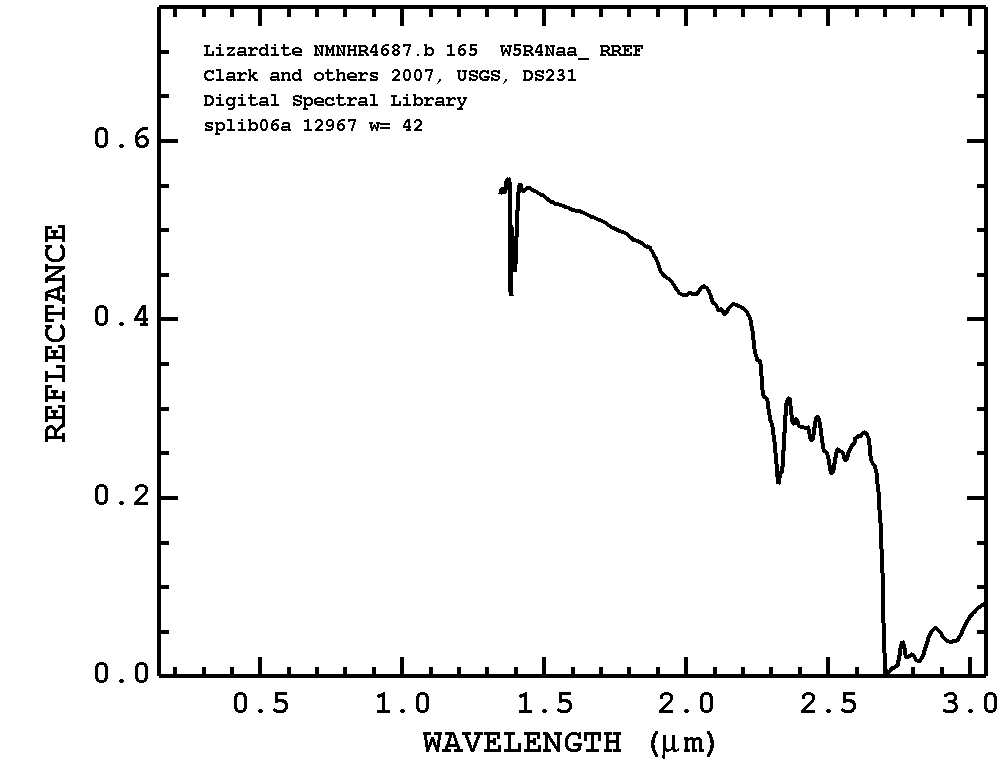 Lizardite NMNHR4687.b 165 W5R4Naa_ RREF
Clark and others 2007, USGS, DS231
Digital Spectral Library
splib06a 12967 w= 42
REFLECTANCE
0.6
0.4
0.2
0.0
0.5 1.0 1.5 2.0 2.5 3.0
WAVELENGTH (μm)